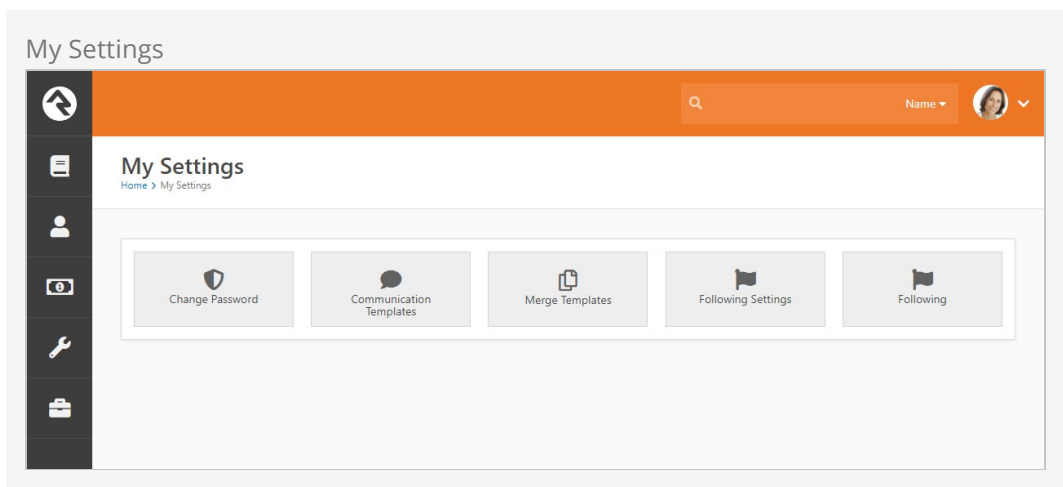 My Settings
Name
My Settings
Home > My Settings
Change Password
Communication
Templates
Merge Templates
Following Settings
Following